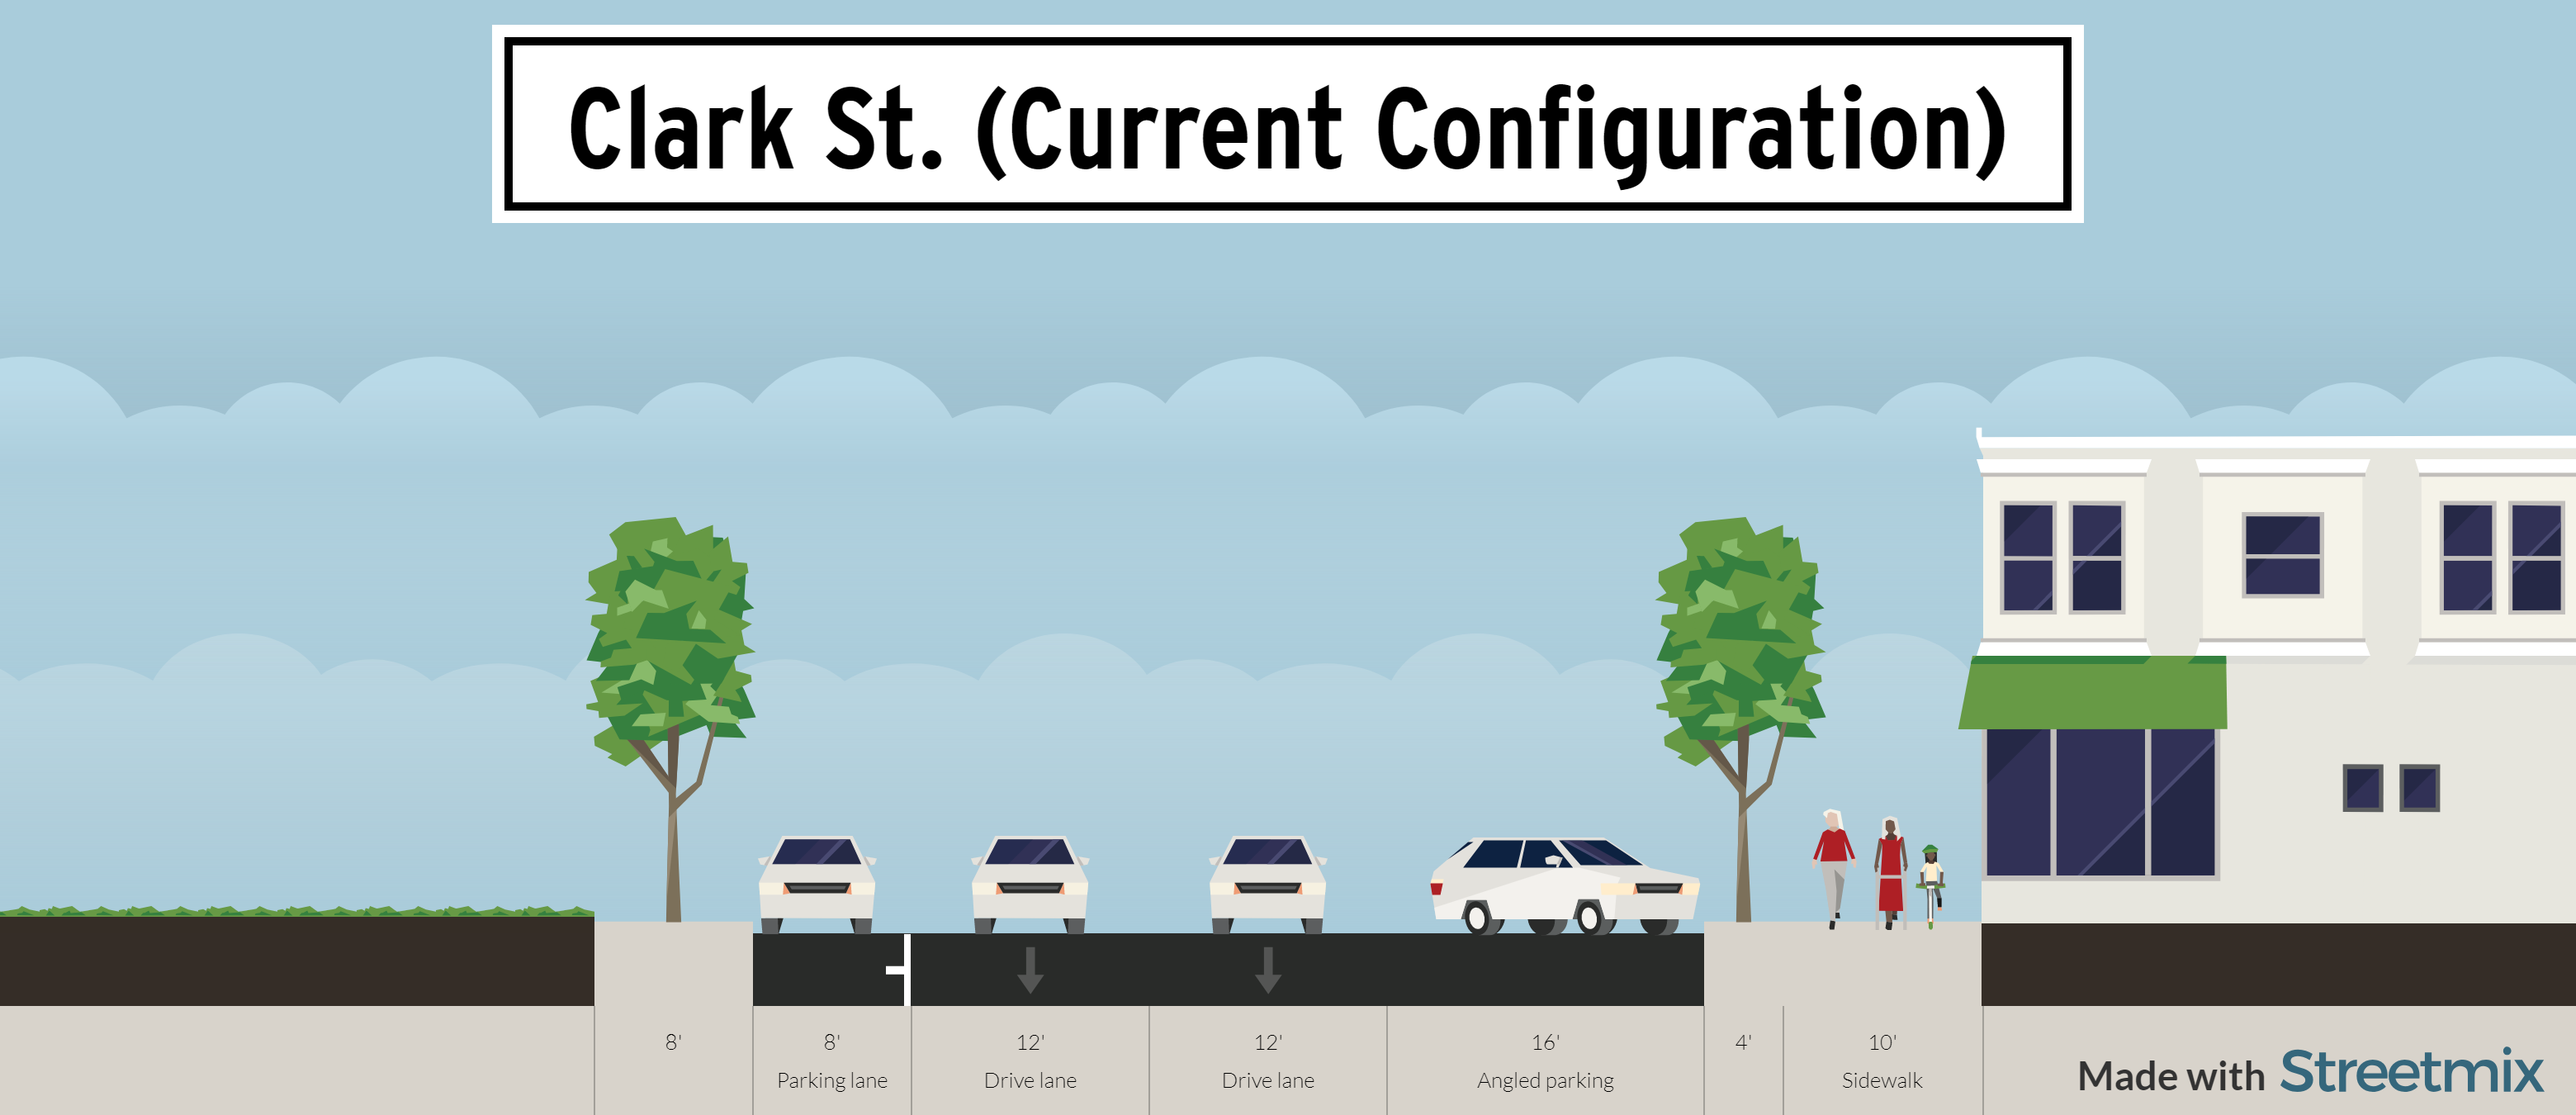 Clark St. (Current Configuration)
8'
8'
Parking lane
12'
Drive lane
12'
Drive lane
16'
Angled parking
4'
10'
Sidewalk
Made with Streetmix